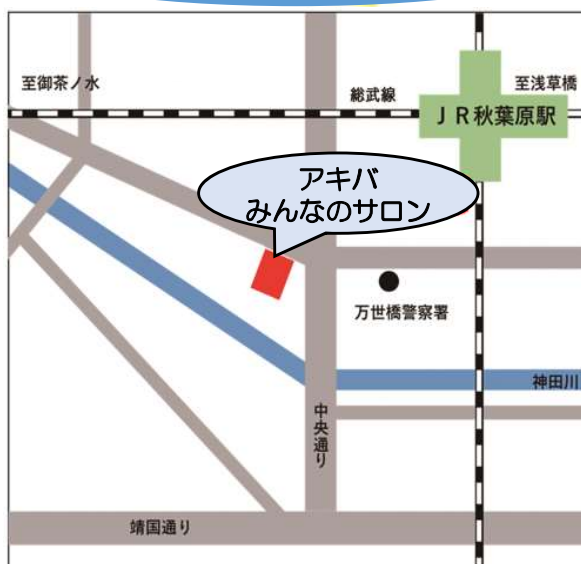 至御茶ノ水
総武線
至浅草橋
JR秋葉原駅
アキバ
みんなのサロン
万世橋警察署
神田川
中央通り
靖国通り